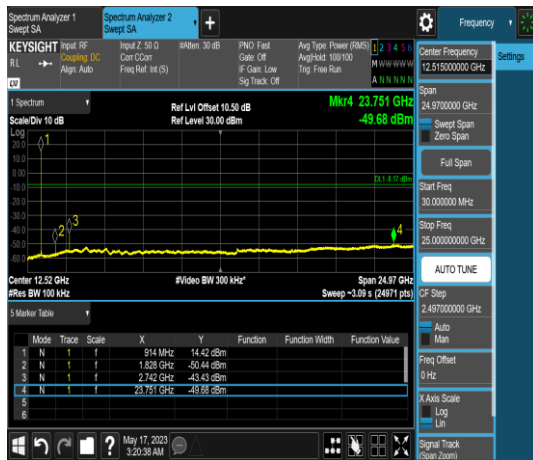 Spectrum Analyzer 1
Swept SA
Spectrum Analyzer 2
Swept SA
+
Frequency
KEYSIGHT
RL
LXI
Input: RF
Coupling: DC
Align: Auto
Input Z: 50 Ω
Corr CCorr
Freq Ref: Int (S)
#Atten: 30 dB
PNO: Fast
Gate: Off
IF Gain: Low
Sig Track: Off
Avg Type: Power (RMS)
Avg|Hold: 100/100
Trig: Free Run
1 2 3 4 5 6
M W W W W W
A N N N N N
Center Frequency
12.515000000 GHz
Settings
Span
24.9700000 GHz
Swept Span
Zero Span
Full Span
Start Freq
30.000000 MHz
Stop Freq
25.000000000 GHz
AUTO TUNE
CF Step
2.497000000 GHz
Auto
Man
Freq Offset
0 Hz
X Axis Scale
Log
Lin
Signal Track
(Span Zoom)
1 Spectrum
Scale/Div 10 dB
Ref Lvl Offset 10.50 dB
Ref Level 30.00 dBm
Mkr4 23.751 GHz
-49.68 dBm
Log
20.0
10.0
0.00
-10.0
-20.0
-30.0
-40.0
-50.0
-60.0
1
2
3
4
DL1 -8.17 dBm
Center 12.52 GHz
#Res BW 100 kHz
#Video BW 300 kHz*
Span 24.97 GHz
Sweep ~3.09 s (24971 pts)
5 Marker Table
Mode Trace Scale X Y Function Function Width Function Value
1 N 1 f 914 MHz 14.42 dBm
2 N 1 f 1.828 GHz -50.44 dBm
3 N 1 f 2.742 GHz -43.43 dBm
4 N 1 f 23.751 GHz -49.68 dBm
5
6
?
May 17, 2023
3:20:38 AM